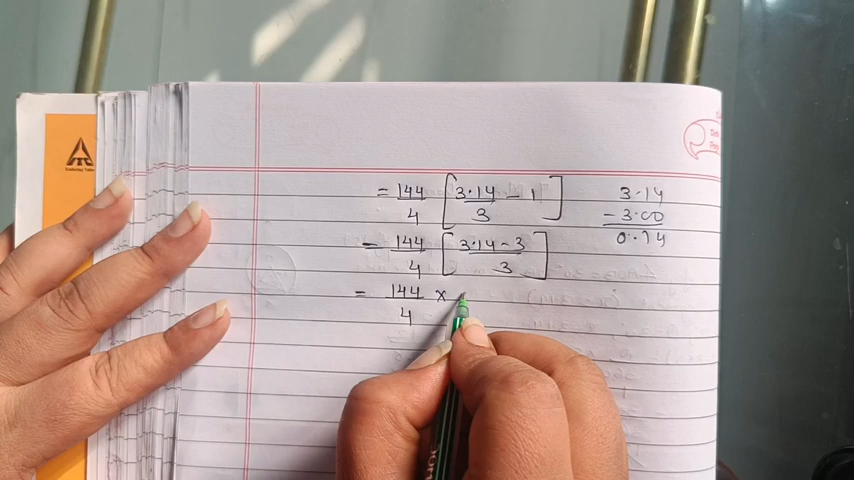 = 144/4 [ 3.14/3 - 1 ]
3.14
- 3.00
0.14
= 144/4 [ 3.14 - 3 / 3 ]
= 144/4 ×